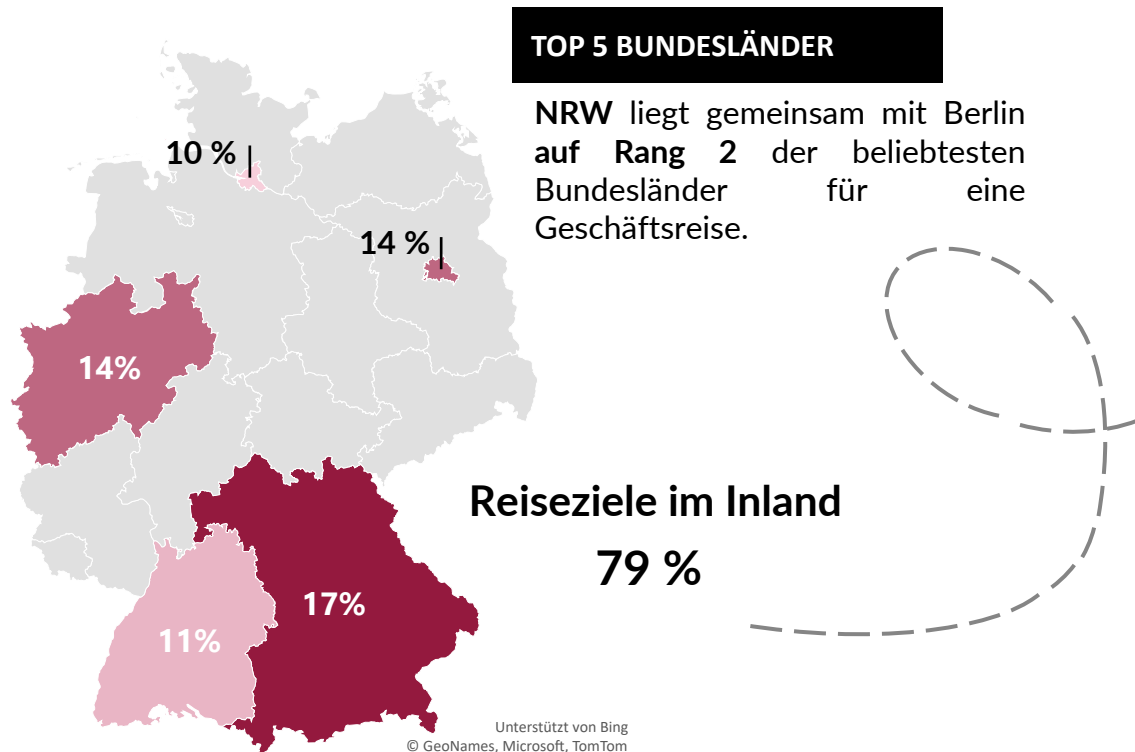 TOP 5 BUNDESLÄNDER
NRW liegt gemeinsam mit Berlin
auf Rang 2 der beliebtesten
Bundesländer für eine
Geschäftsreise.
10 %
14 %
14%
Reiseziele im Inland
79 %
17%
11%
Unterstützt von Bing
© GeoNames, Microsoft, TomTom